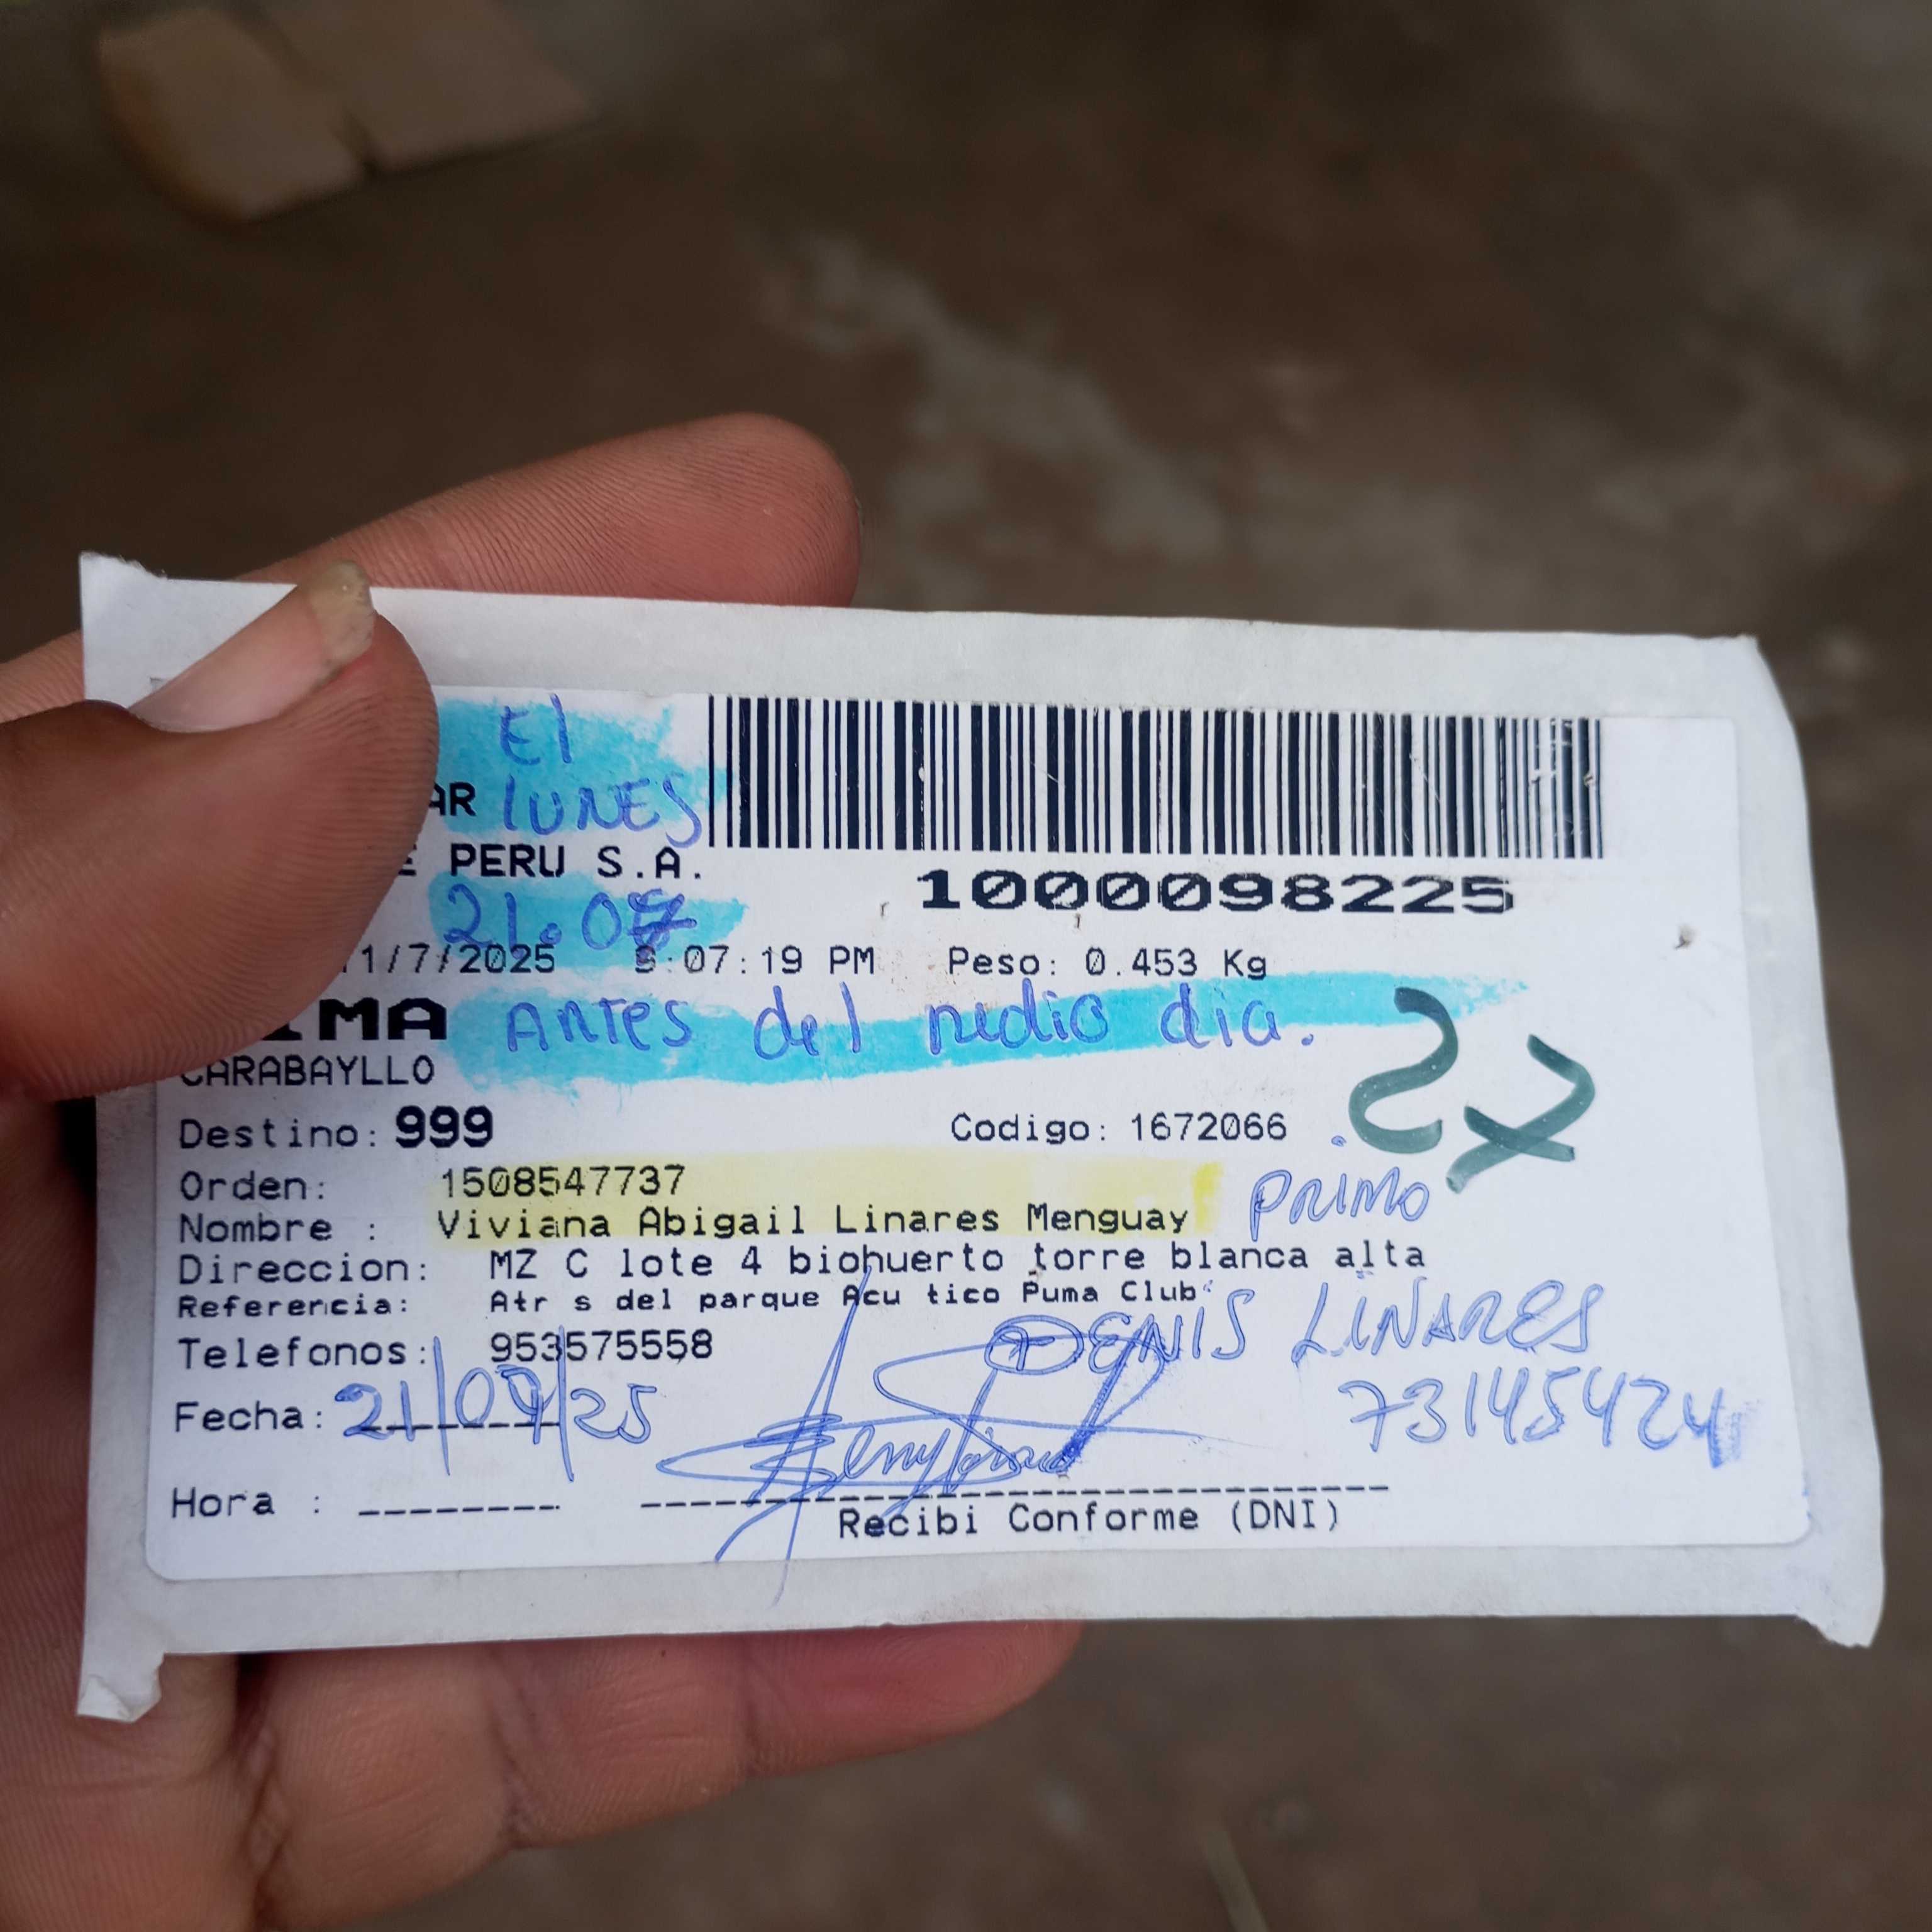 El
lunes
PERU S.A.
21.07
1000098225
1/7/2025 :07:19 PM Peso: 0.453 Kg
Antes del medio dia.
CARABAYLLO
Destino: 999 Codigo: 1672066
Orden: 1508547737
Nombre : Viviana Abigail Linares Menguay PRIMO
Direccion: MZ C lote 4 biohuerto torre blanca alta
Referencia: Atr s del parque Acu tico Puma Club
DENIS LINARES
Telefonos: 953575558
73145424
Fecha: 21/07/25
Hora : --------
Recibi Conforme (DNI)